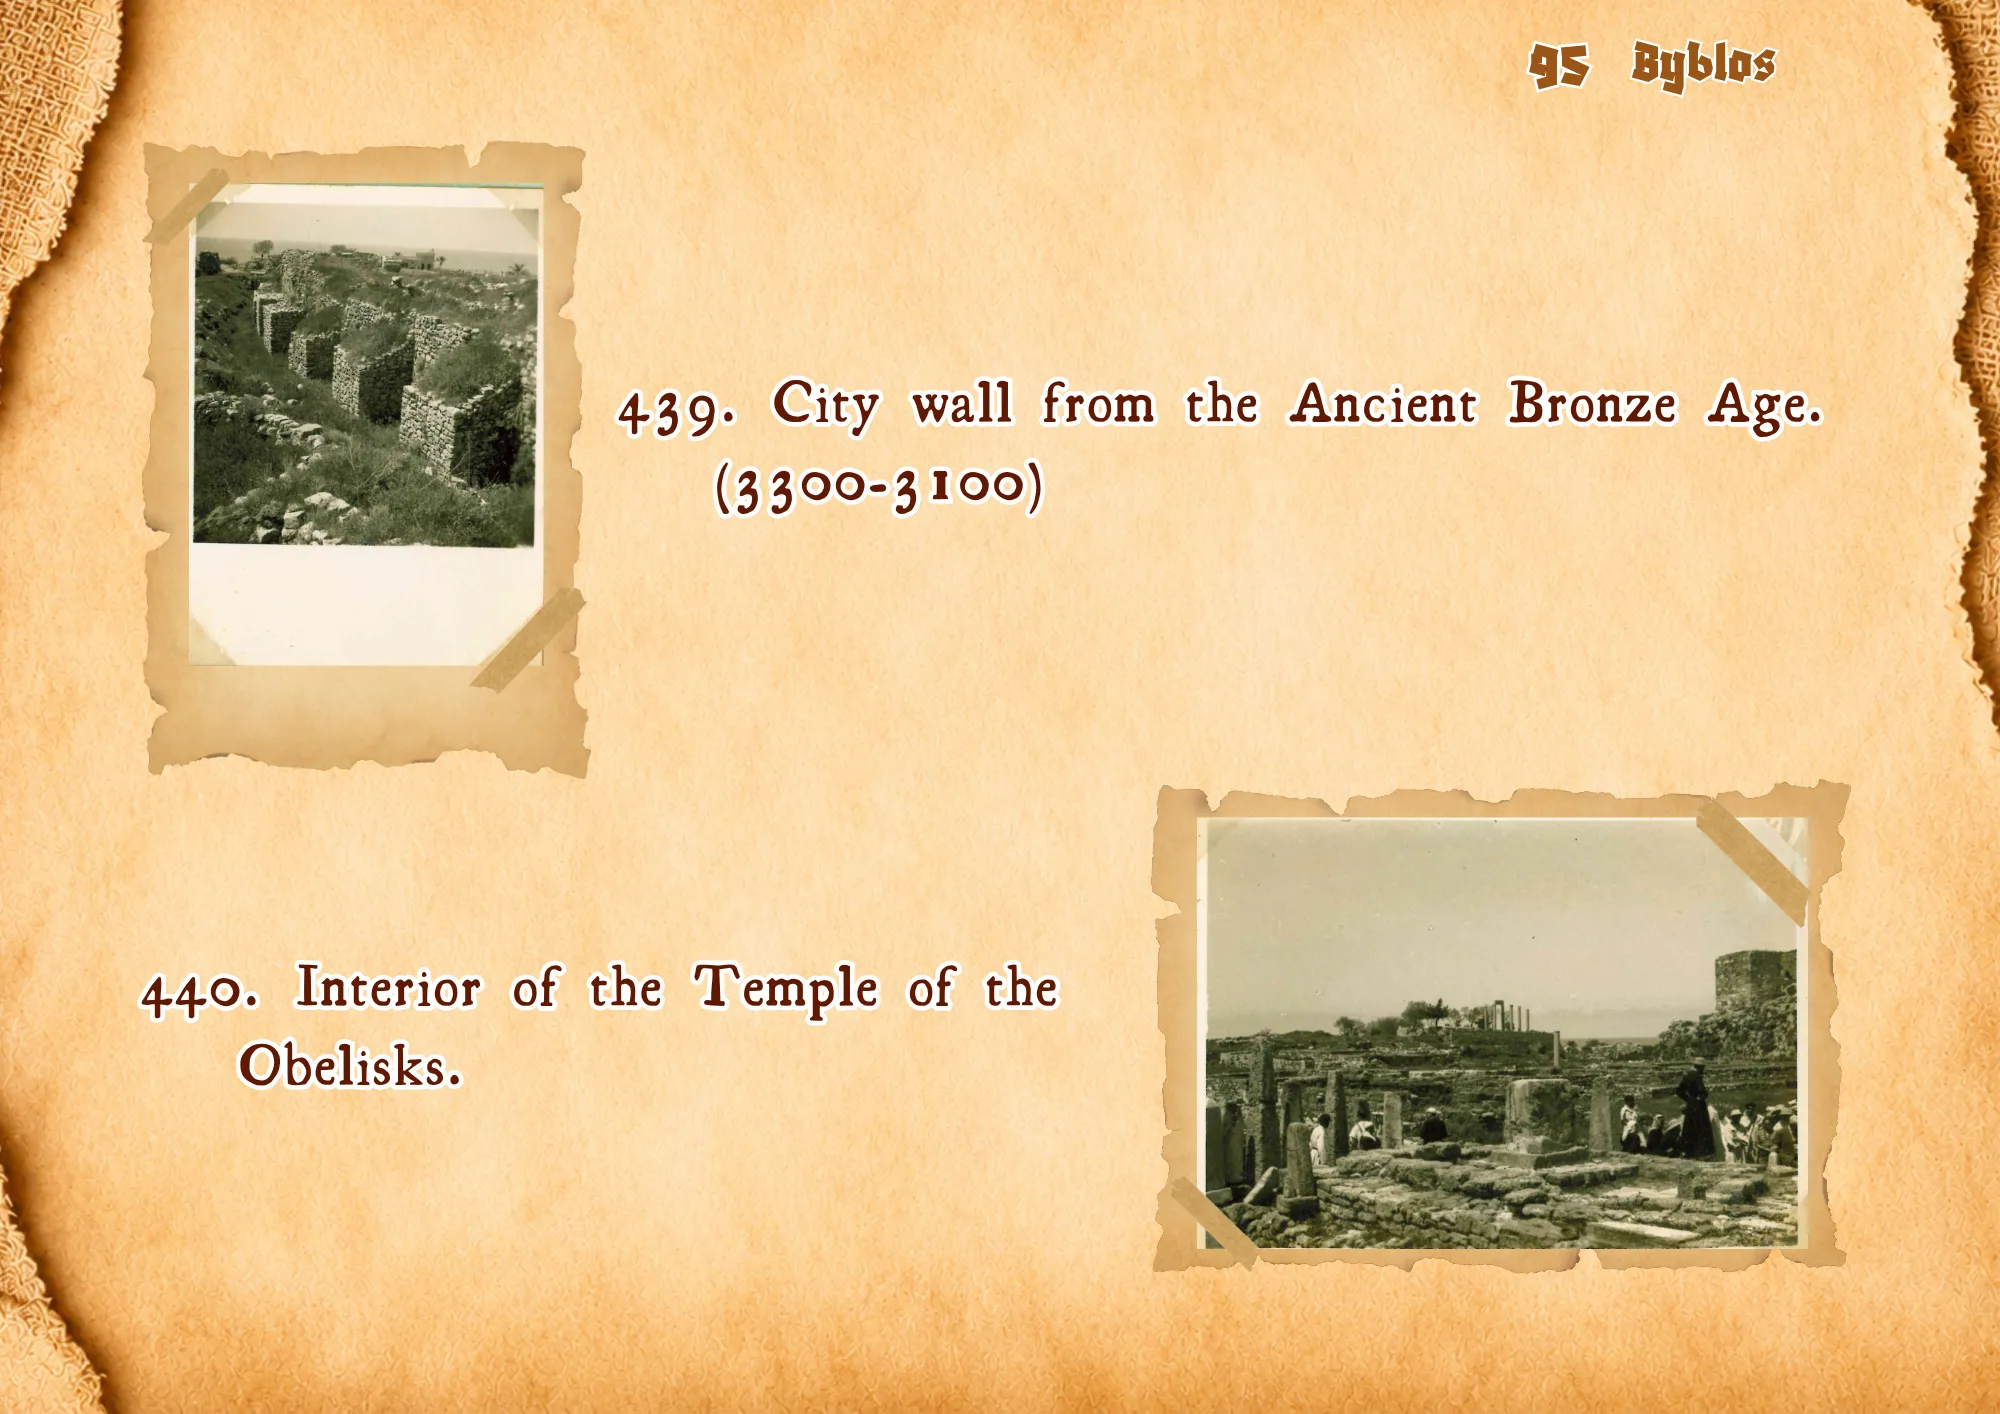 95 Byblos
439. City wall from the Ancient Bronze Age.
(3300-3100)
440. Interior of the Temple of the
Obelisks.